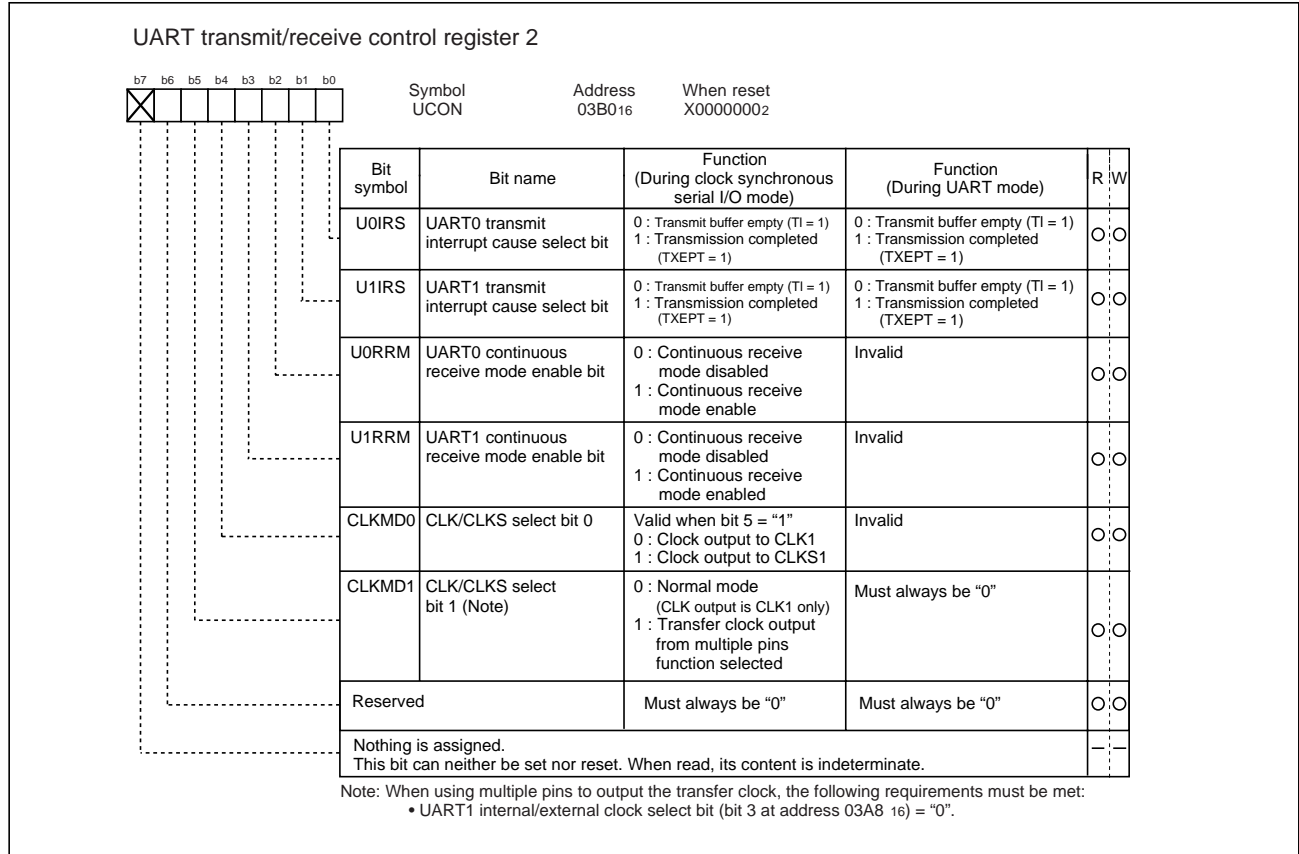 UART transmit/receive control register 2
b7 b6 b5 b4 b3 b2 b1 b0
Symbol Address When reset
UCON 03B016 X00000002
Bit symbol Bit name Function (During clock synchronous serial I/O mode) Function (During UART mode) R W
U0IRS UART0 transmit interrupt cause select bit
0 : Transmit buffer empty (TI = 1)
1 : Transmission completed
(TXEPT = 1)
0 : Transmit buffer empty (TI = 1)
1 : Transmission completed
(TXEPT = 1)
U1IRS UART1 transmit interrupt cause select bit
0 : Transmit buffer empty (TI = 1)
1 : Transmission completed
(TXEPT = 1)
0 : Transmit buffer empty (TI = 1)
1 : Transmission completed
(TXEPT = 1)
U0RRM UART0 continuous receive mode enable bit
0 : Continuous receive
mode disabled
1 : Continuous receive
mode enable
Invalid
U1RRM UART1 continuous receive mode enable bit
0 : Continuous receive
mode disabled
1 : Continuous receive
mode enabled
Invalid
CLKMD0 CLK/CLKS select bit 0
Valid when bit 5 = “1”
0 : Clock output to CLK1
1 : Clock output to CLKS1
Invalid
CLKMD1 CLK/CLKS select bit 1 (Note)
0 : Normal mode
(CLK output is CLK1 only)
1 : Transfer clock output
from multiple pins
function selected
Must always be “0”
Reserved Must always be “0” Must always be “0”
Nothing is assigned.
This bit can neither be set nor reset. When read, its content is indeterminate.
– –
Note: When using multiple pins to output the transfer clock, the following requirements must be met:
• UART1 internal/external clock select bit (bit 3 at address 03A8 16) = “0”.